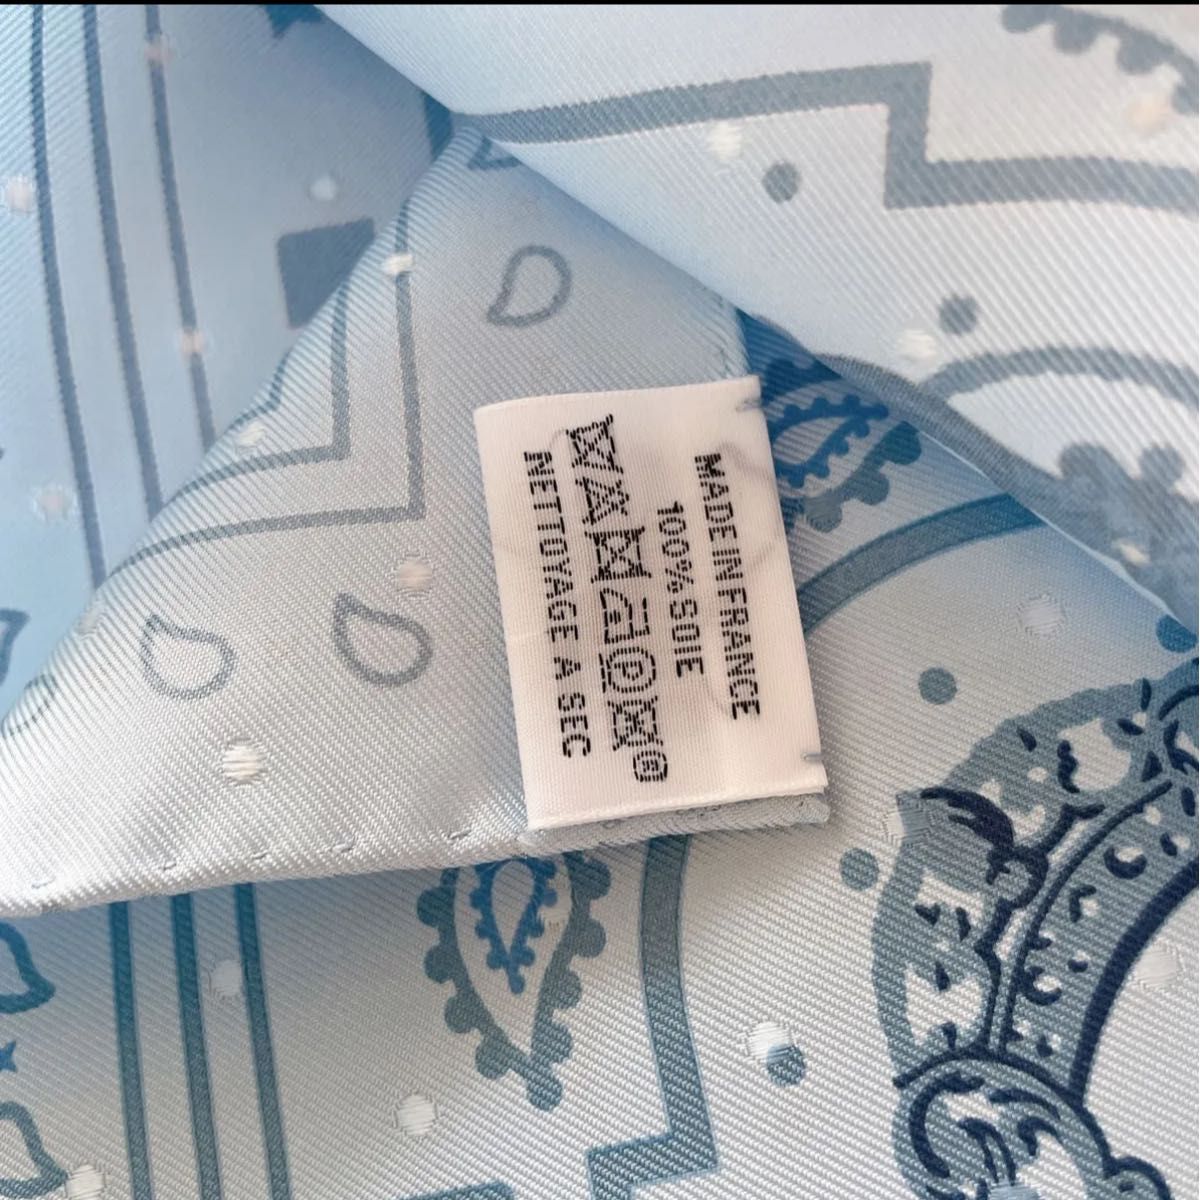 MADE IN FRANCE
100% SOIE
P
®
NETTOYAGE A SEC